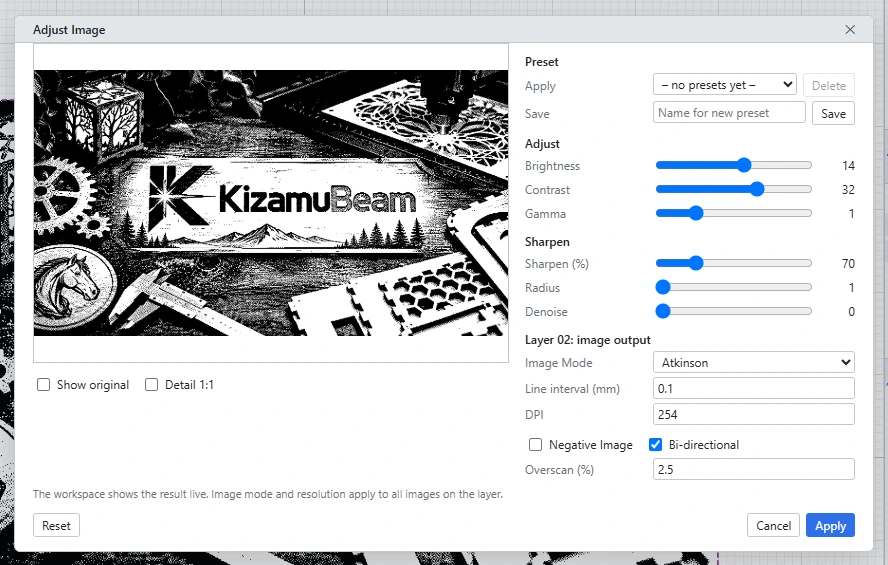 Adjust Image
KizamuBeam
Show original
Detail 1:1
The workspace shows the result live. Image mode and resolution apply to all images on the layer.
Reset
Preset
Apply
– no presets yet –
Delete
Save
Name for new preset
Save
Adjust
Brightness 14
Contrast 32
Gamma 1
Sharpen
Sharpen (%) 70
Radius 1
Denoise 0
Layer 02: image output
Image Mode Atkinson
Line interval (mm) 0.1
DPI 254
Negative Image
Bi-directional
Overscan (%) 2.5
Cancel
Apply